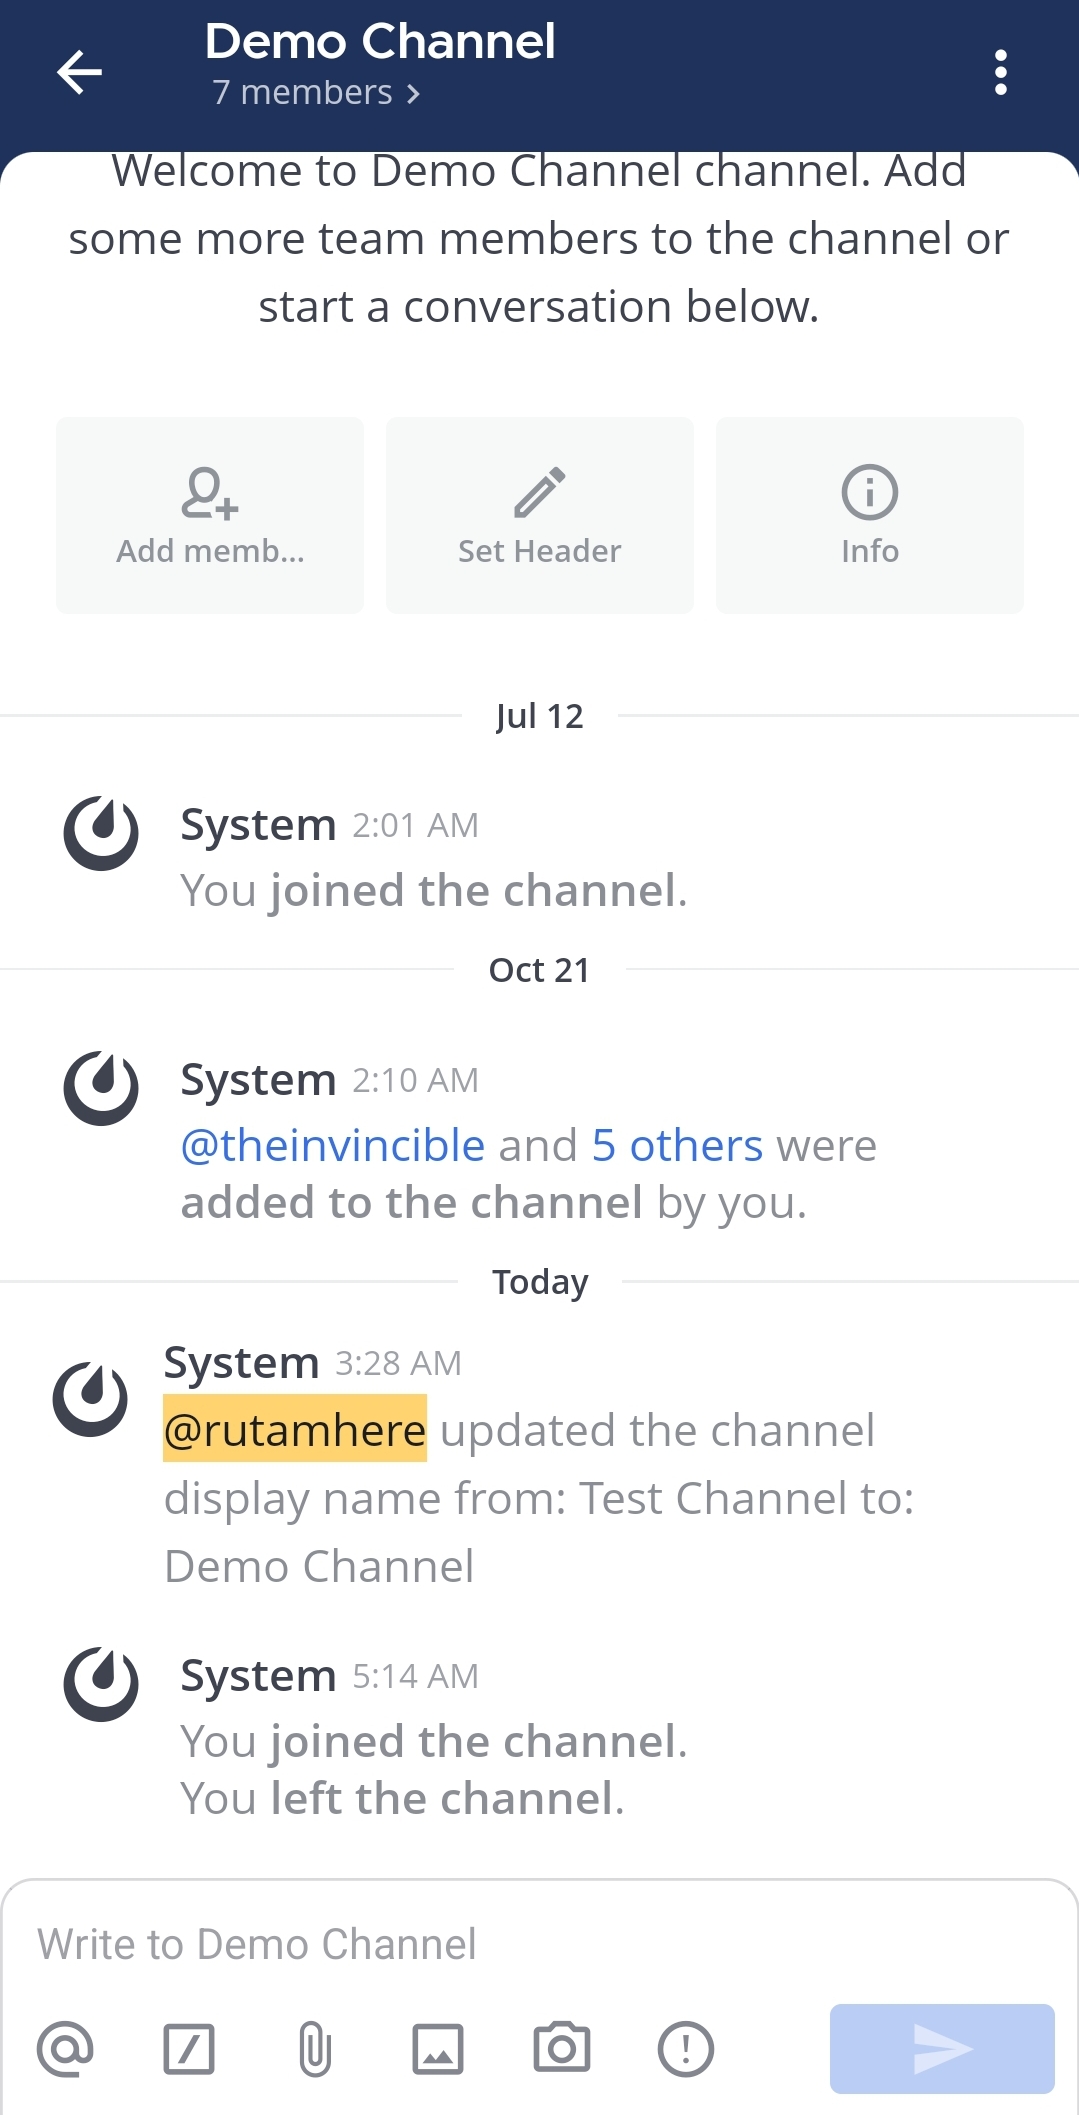 Demo Channel
7 members
Welcome to Demo Channel channel. Add
some more team members to the channel or
start a conversation below.
Add memb...
Set Header
Info
Jul 12
System 2:01 AM
You joined the channel.
Oct 21
System 2:10 AM
@theinvincible and 5 others were
added to the channel by you.
Today
System 3:28 AM
@rutamhere updated the channel
display name from: Test Channel to:
Demo Channel
System 5:14 AM
You joined the channel.
You left the channel.
Write to Demo Channel